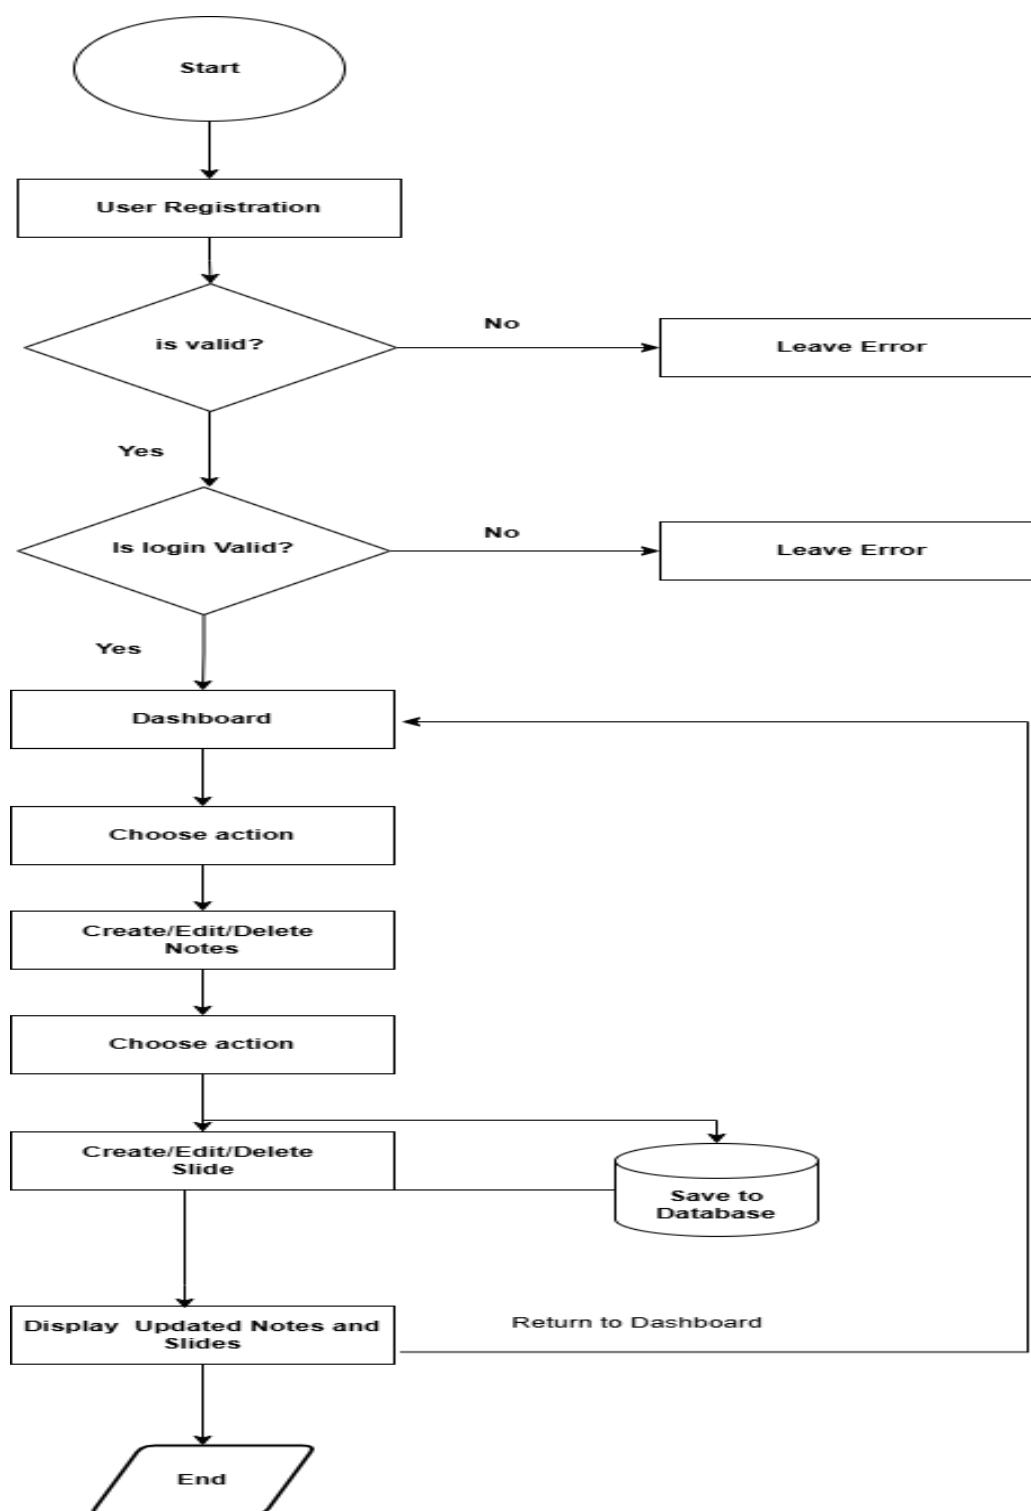 Start
User Registration
is valid?
No
Leave Error
Yes
Is login Valid?
No
Leave Error
Yes
Dashboard
Choose action
Create/Edit/Delete
Notes
Choose action
Create/Edit/Delete
Slide
Save to
Database
Display Updated Notes and
Slides
Return to Dashboard
End